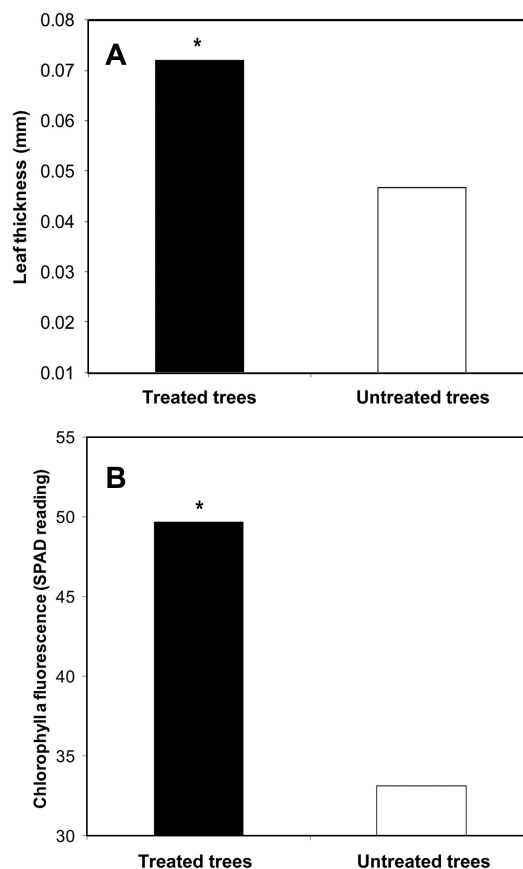 0.08
0.07
0.06
0.05
0.04
0.03
0.02
0.01
Leaf thickness (mm)
A
*
Treated trees Untreated trees
55
50
45
40
35
30
Chlorophyll a fluorescence (SPAD reading)
B
*
Treated trees Untreated trees